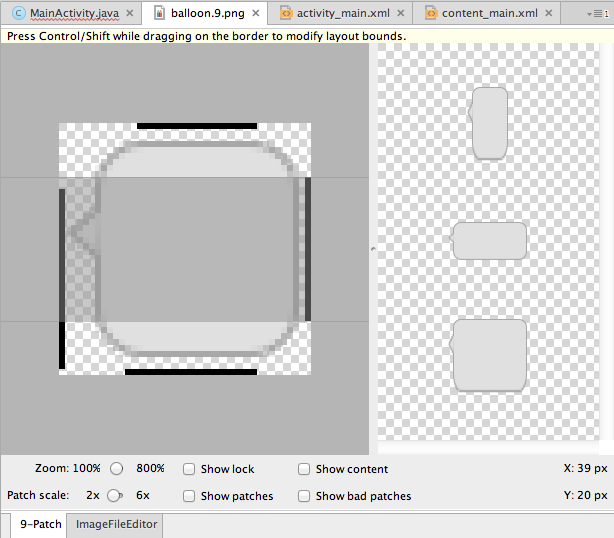 MainActivity.java balloon.9.png activity_main.xml content_main.xml 1
Press Control/Shift while dragging on the border to modify layout bounds.
Zoom: 100% 800% Show lock Show content X: 39 px
Patch scale: 2x 6x Show patches Show bad patches Y: 20 px
9-Patch ImageFileEditor